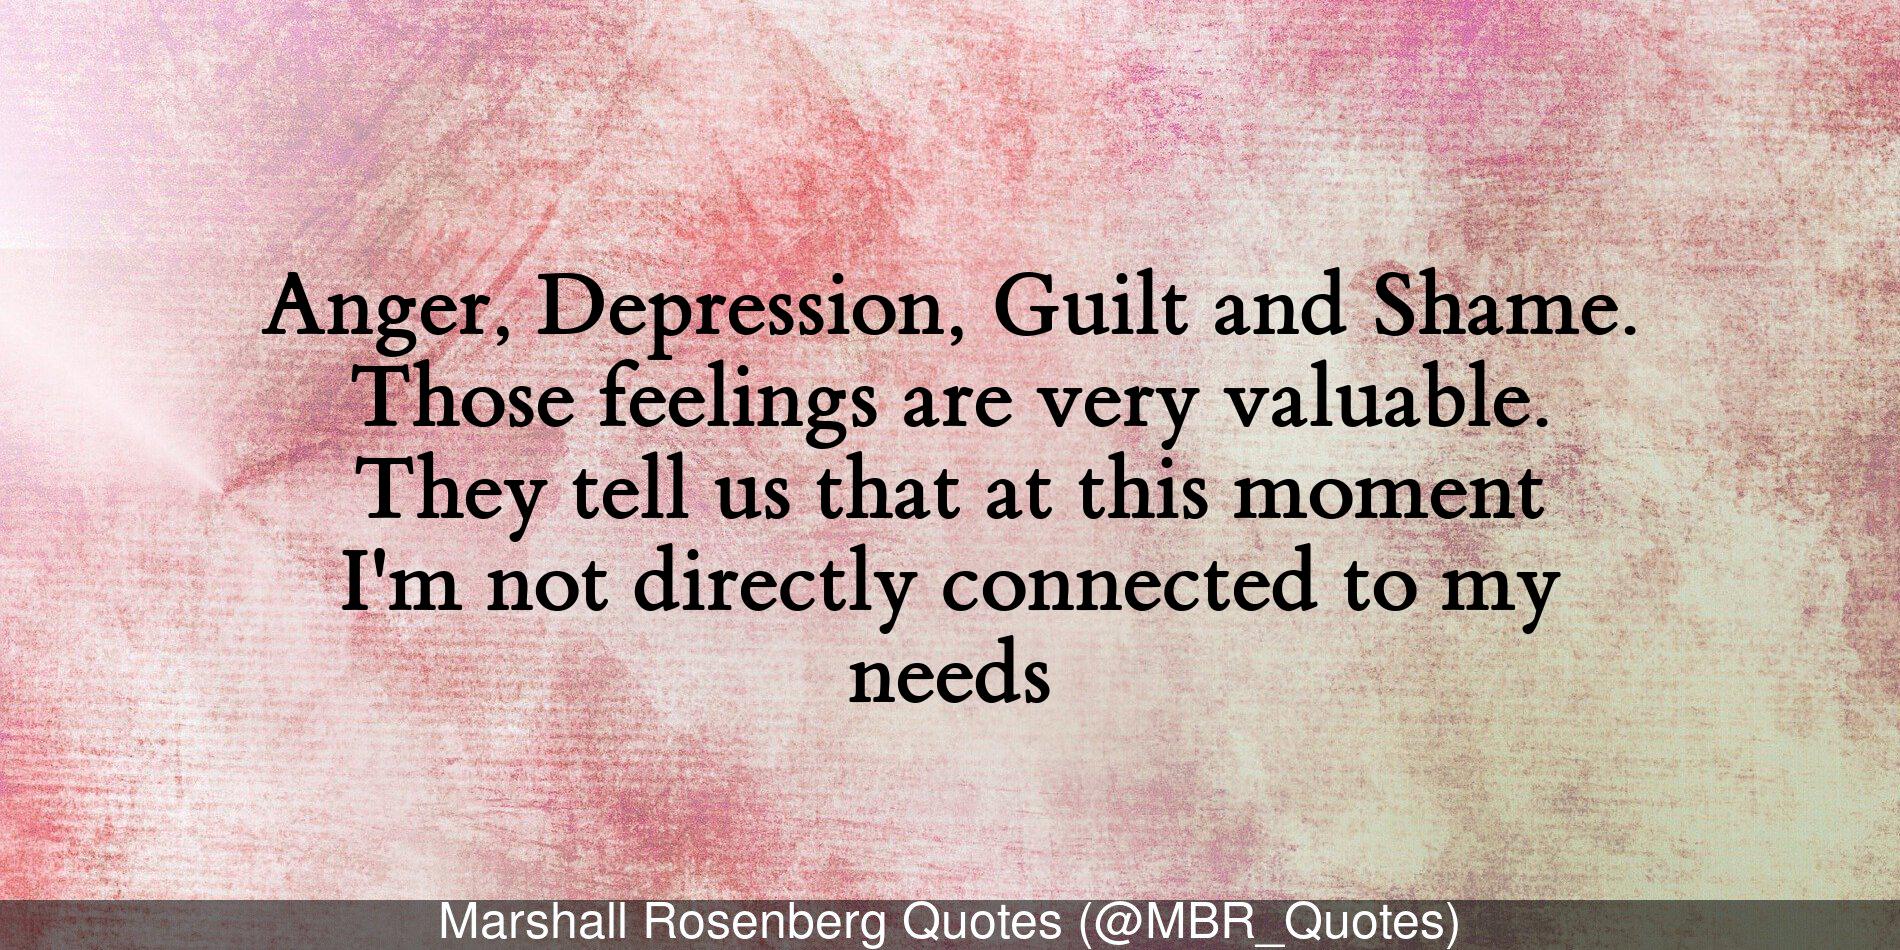 Anger, Depression, Guilt and Shame.
Those feelings are very valuable.
They tell us that at this moment
I'm not directly connected to my
needs
Marshall Rosenberg Quotes (@MBR_Quotes)